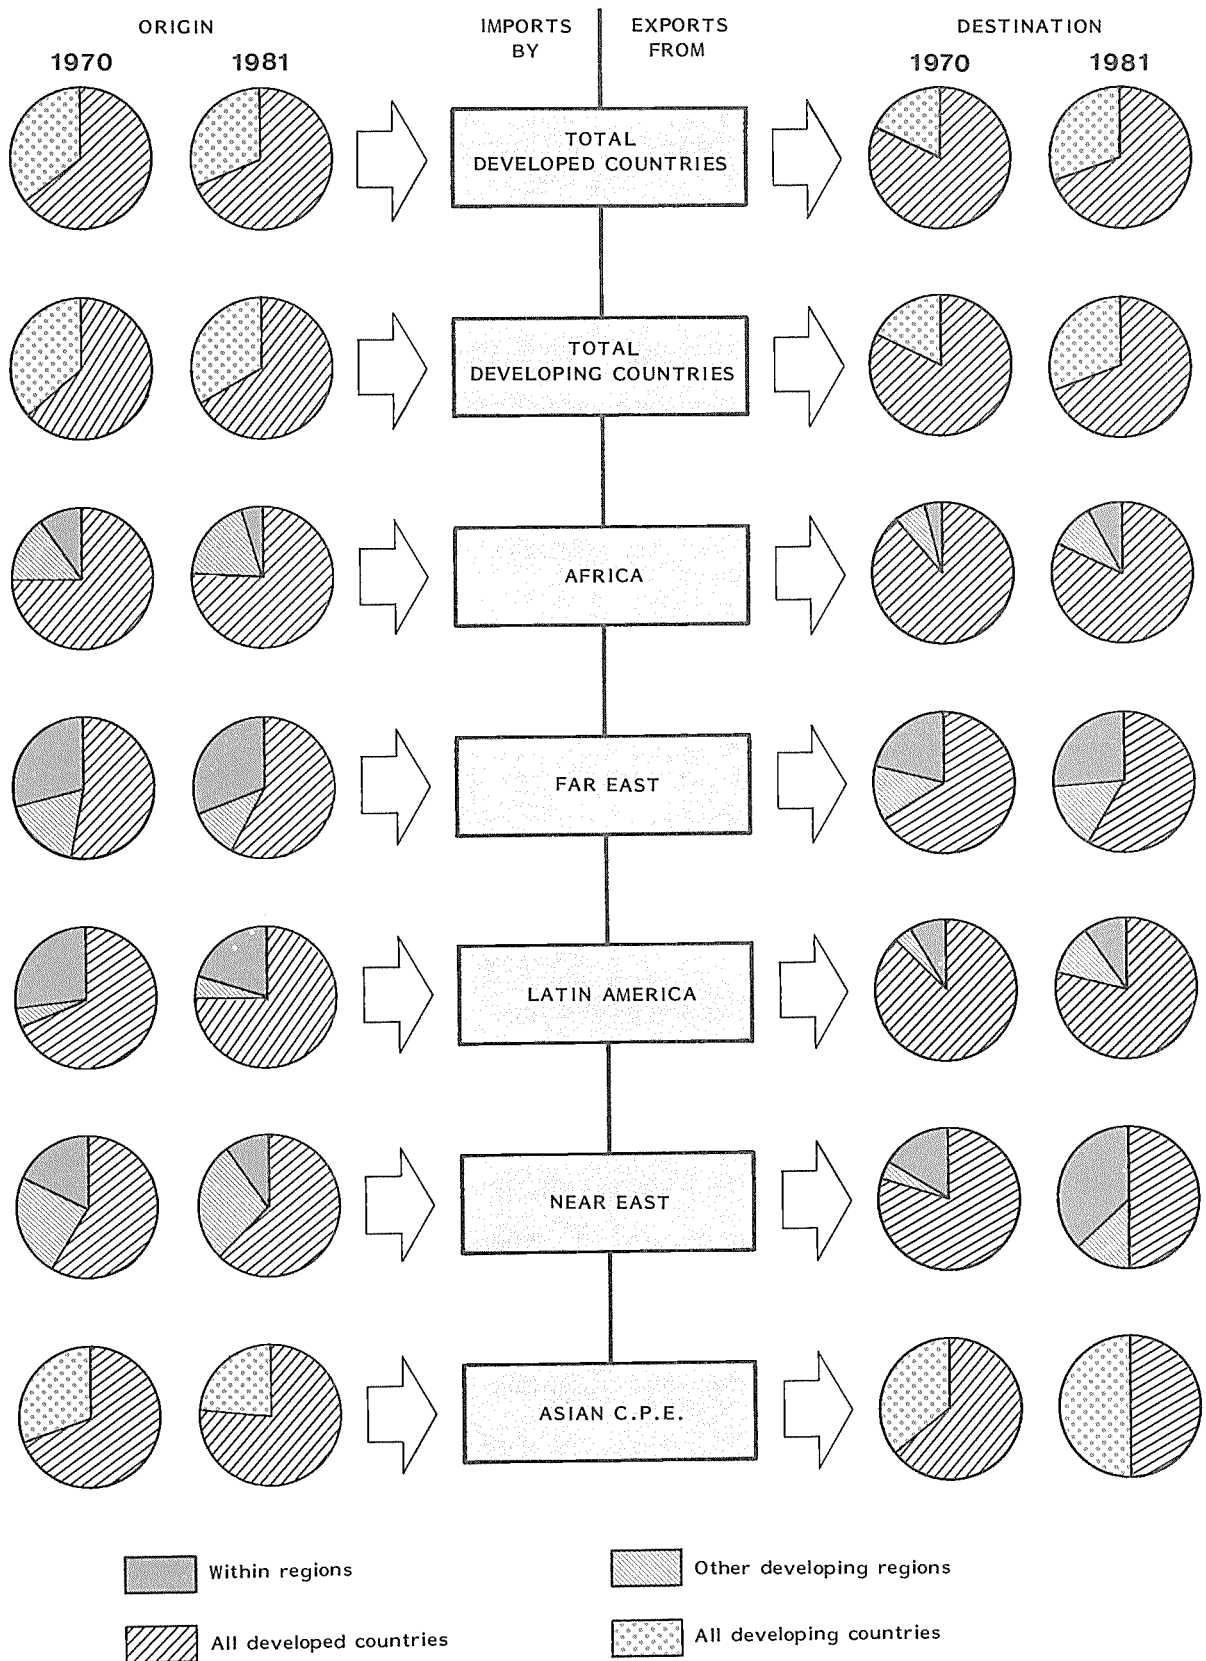 ORIGIN
1970 1981
IMPORTS
BY
EXPORTS
FROM
DESTINATION
1970 1981
TOTAL
DEVELOPED COUNTRIES
TOTAL
DEVELOPING COUNTRIES
AFRICA
FAR EAST
LATIN AMERICA
NEAR EAST
ASIAN C.P.E.
Within regions
Other developing regions
All developed countries
All developing countries